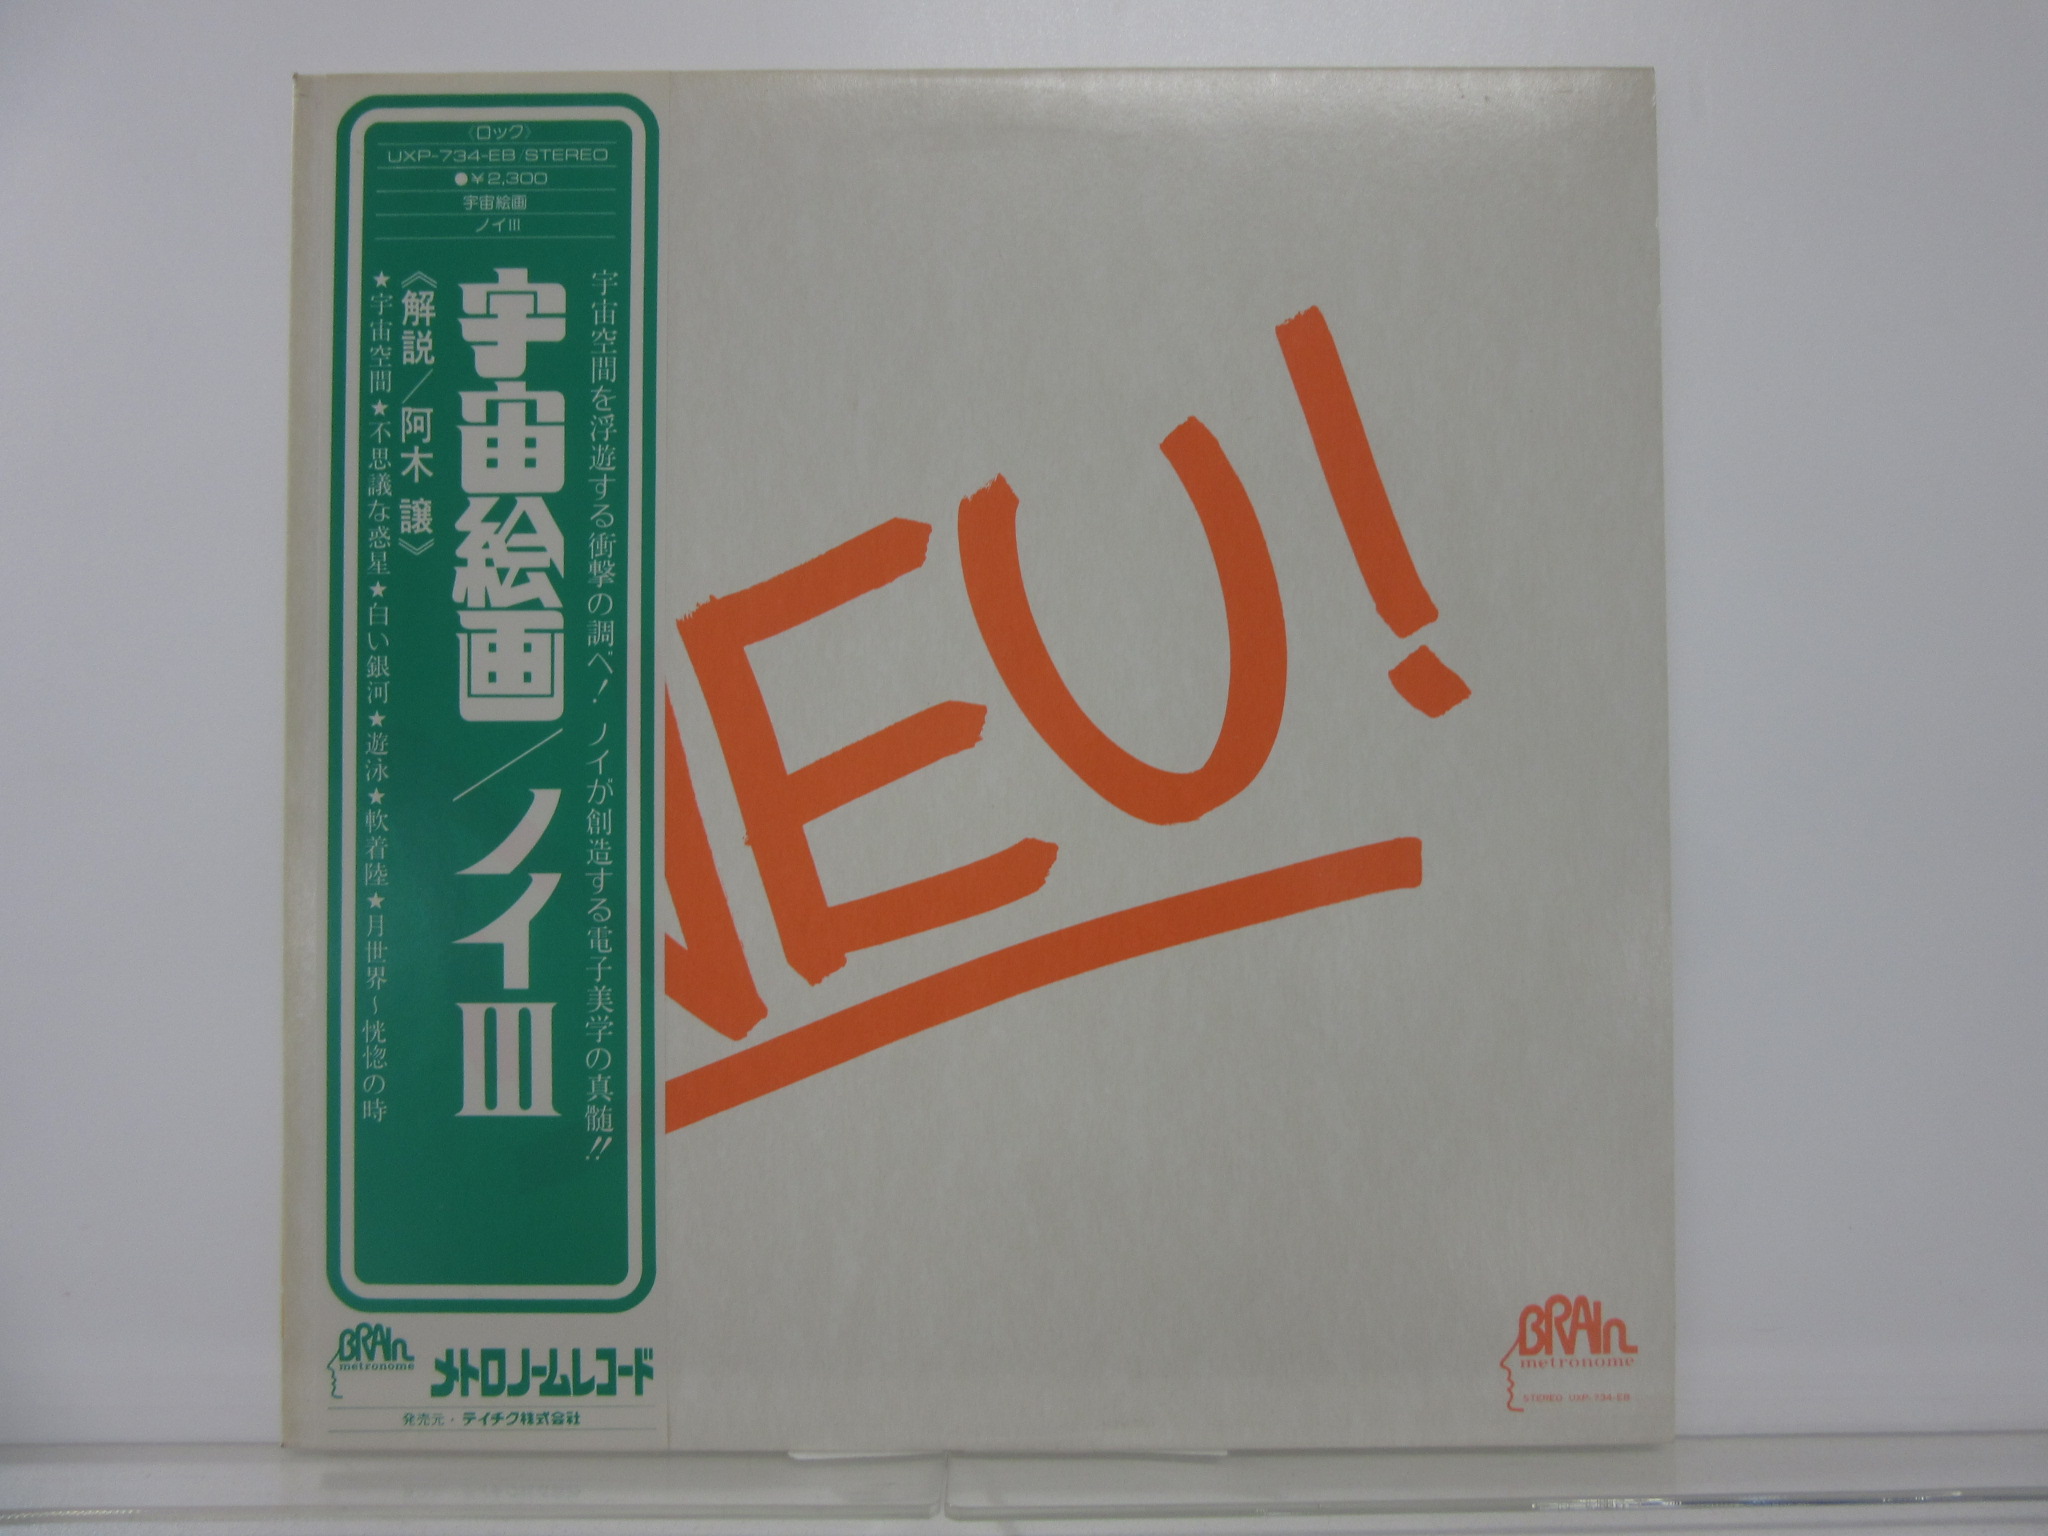 《ロック》
UXP-734-EB/STEREO
●¥2,300
宇宙絵画
ノイIII
宇宙空間を浮遊する衝撃の調べ!ノイが創造する電子美学の真髄!!
宇宙絵画/ノイIII
《解説/阿木 譲》
★宇宙空間★不思議な惑星★白い銀河★遊泳★軟着陸★月世界~恍惚の時
NEU!
BRAIn
metronome
メトロノームレコード
発売元・テイチク株式会社
BRAIn
metronome
STEREO UXP-734-EB